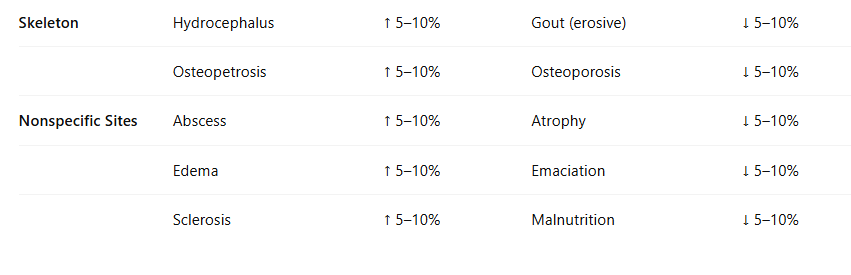 Skeleton Hydrocephalus ↑ 5–10% Gout (erosive) ↓ 5–10%
Osteopetrosis ↑ 5–10% Osteoporosis ↓ 5–10%
Nonspecific Sites Abscess ↑ 5–10% Atrophy ↓ 5–10%
Edema ↑ 5–10% Emaciation ↓ 5–10%
Sclerosis ↑ 5–10% Malnutrition ↓ 5–10%